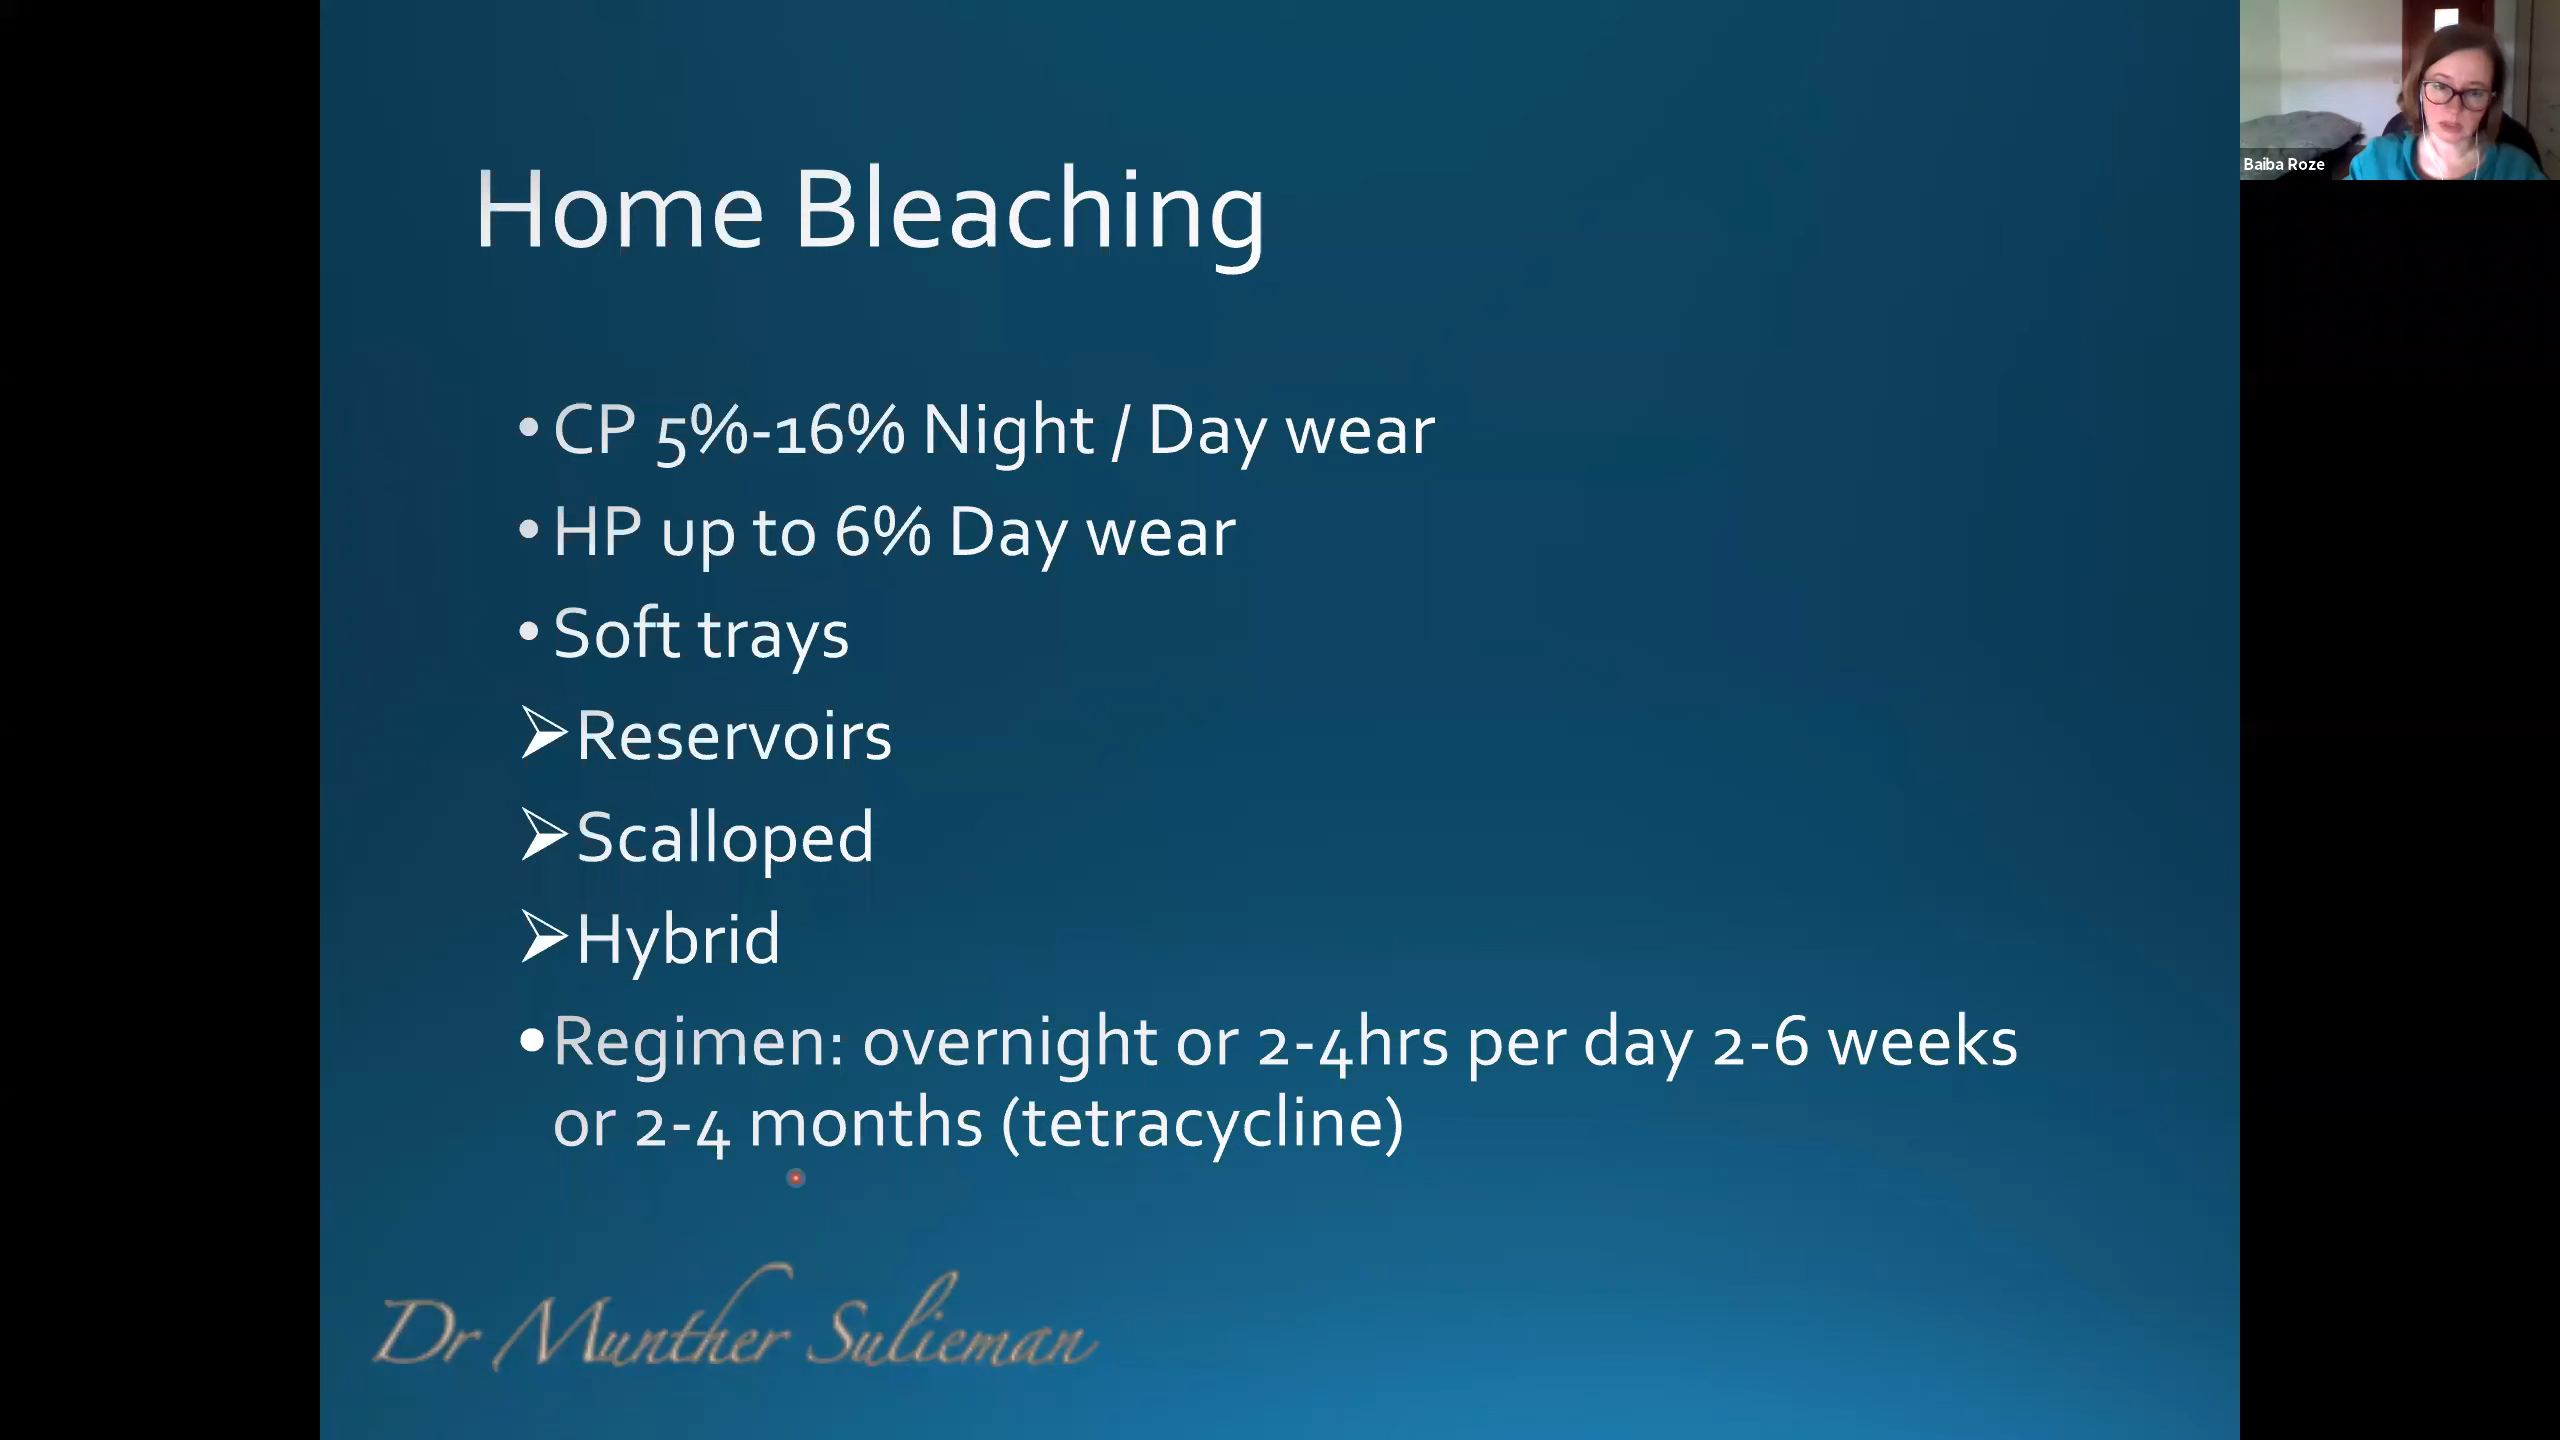 Home Bleaching
• CP 5%-16% Night / Day wear
• HP up to 6% Day wear
• Soft trays
➢Reservoirs
➢Scalloped
➢Hybrid
•Regimen: overnight or 2-4hrs per day 2-6 weeks
or 2-4 months (tetracycline)
Dr Munther Sulieman
Baiba Roze